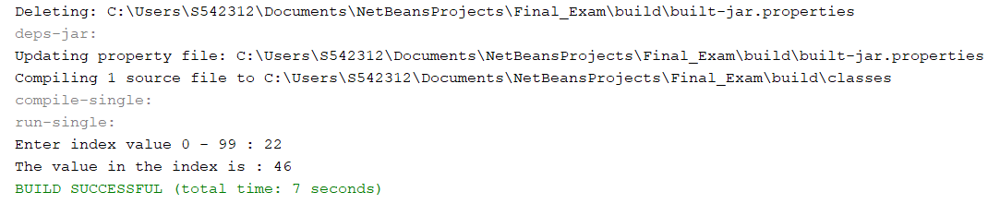 Deleting: C:\Users\S542312\Documents\NetBeansProjects\Final_Exam\build\built-jar.properties
deps-jar:
Updating property file: C:\Users\S542312\Documents\NetBeansProjects\Final_Exam\build\built-jar.properties
Compiling 1 source file to C:\Users\S542312\Documents\NetBeansProjects\Final_Exam\build\classes
compile-single:
run-single:
Enter index value 0 - 99 : 22
The value in the index is : 46
BUILD SUCCESSFUL (total time: 7 seconds)